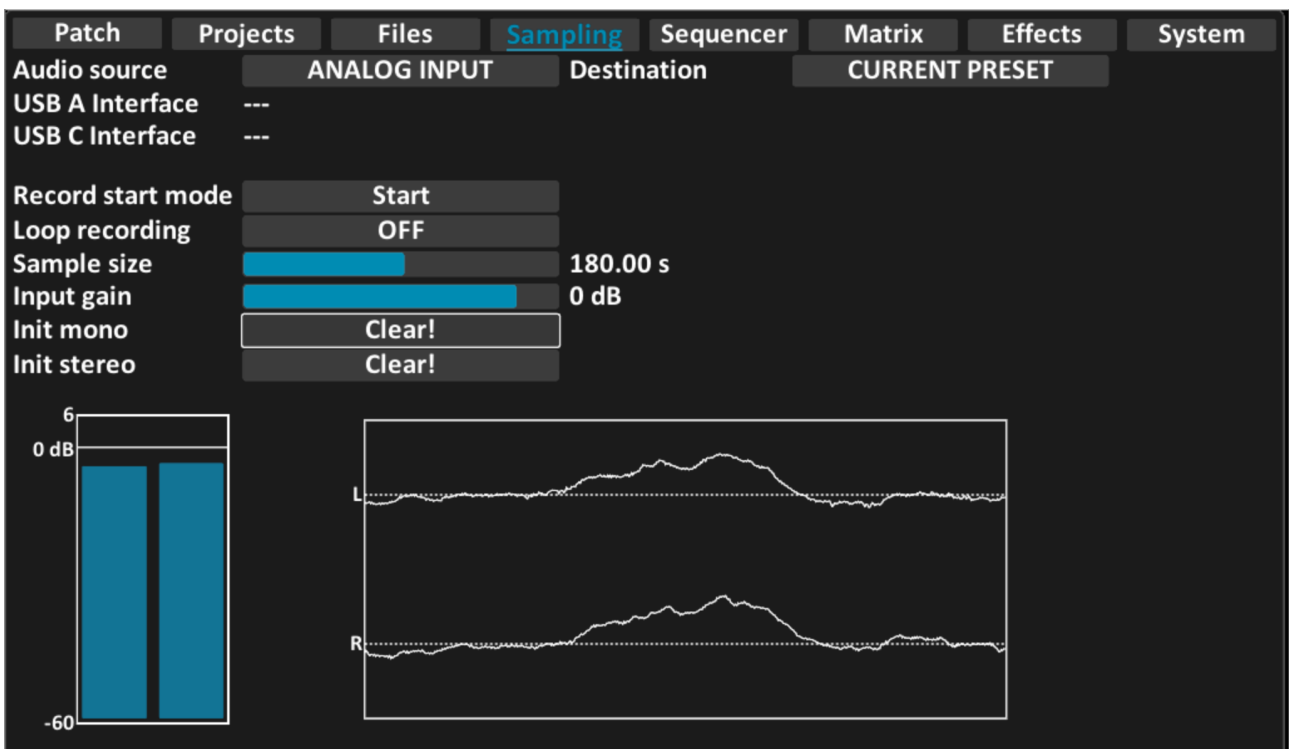 Patch Projects Files Sampling Sequencer Matrix Effects System
Audio source ANALOG INPUT Destination CURRENT PRESET
USB A Interface ---
USB C Interface ---
Record start mode Start
Loop recording OFF
Sample size 180.00 s
Input gain 0 dB
Init mono Clear!
Init stereo Clear!
6
0 dB
L
R
-60